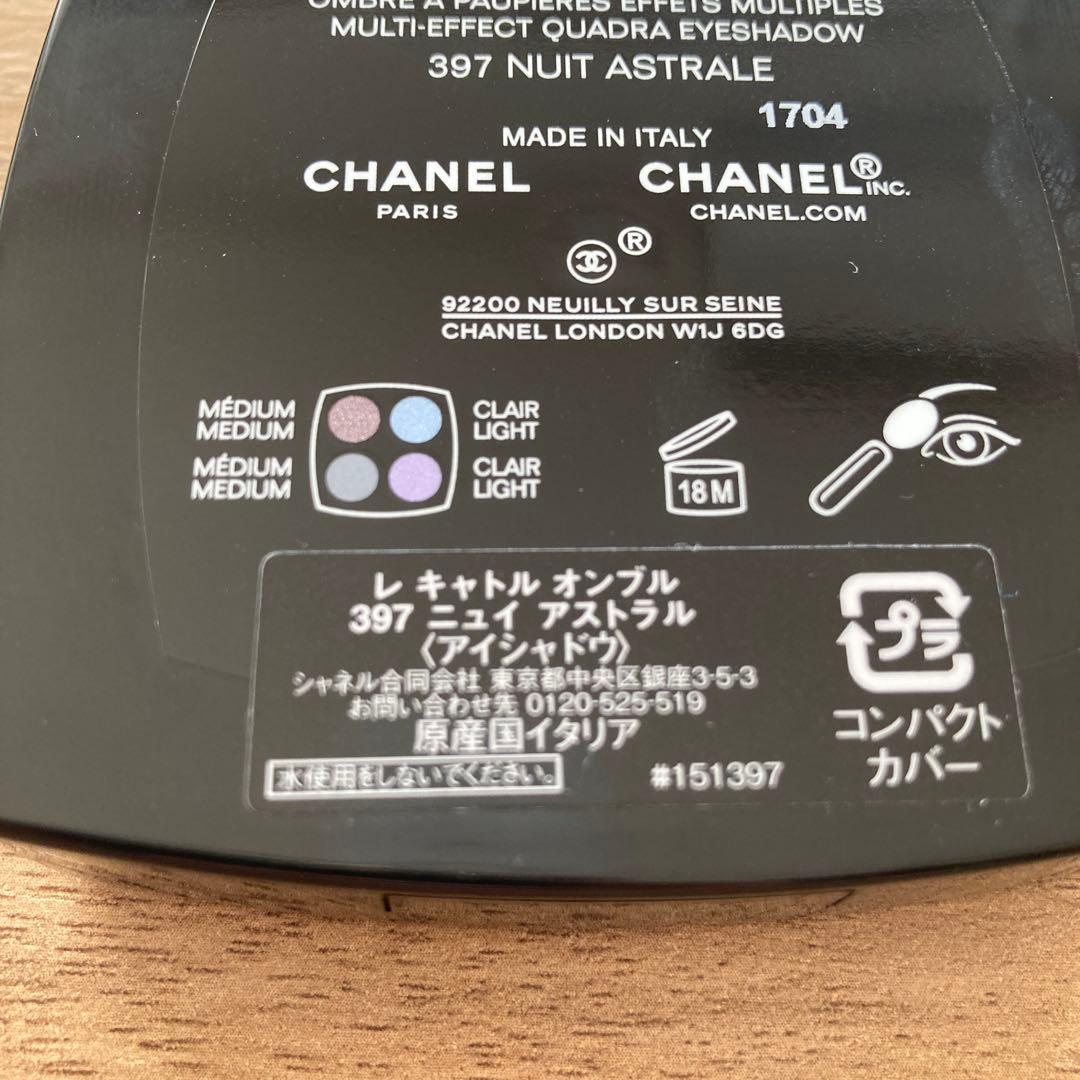 OMBRE À PAUPIÈRES EFFETS MULTIPLES
MULTI-EFFECT QUADRA EYESHADOW
397 NUIT ASTRALE
1704
MADE IN ITALY
CHANEL
PARIS
CHANEL® INC.
CHANEL.COM
®
92200 NEUILLY SUR SEINE
CHANEL LONDON W1J 6DG
MÉDIUM
MEDIUM
CLAIR
LIGHT
MÉDIUM
MEDIUM
CLAIR
LIGHT
18M
レ キャトル オンブル
397 ニュイ アストラル
〈アイシャドウ〉
シャネル合同会社 東京都中央区銀座3-5-3
お問い合わせ先 0120-525-519
原産国イタリア
水使用をしないでください。
#151397
プラ
コンパクト
カバー